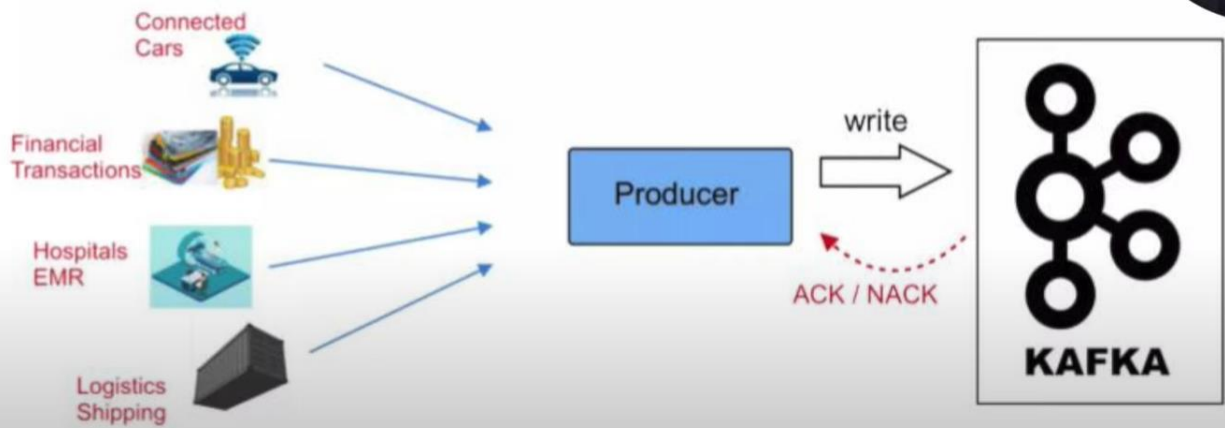 Connected
Cars
Financial
Transactions
Hospitals
EMR
Logistics
Shipping
Producer
write
ACK / NACK
KAFKA